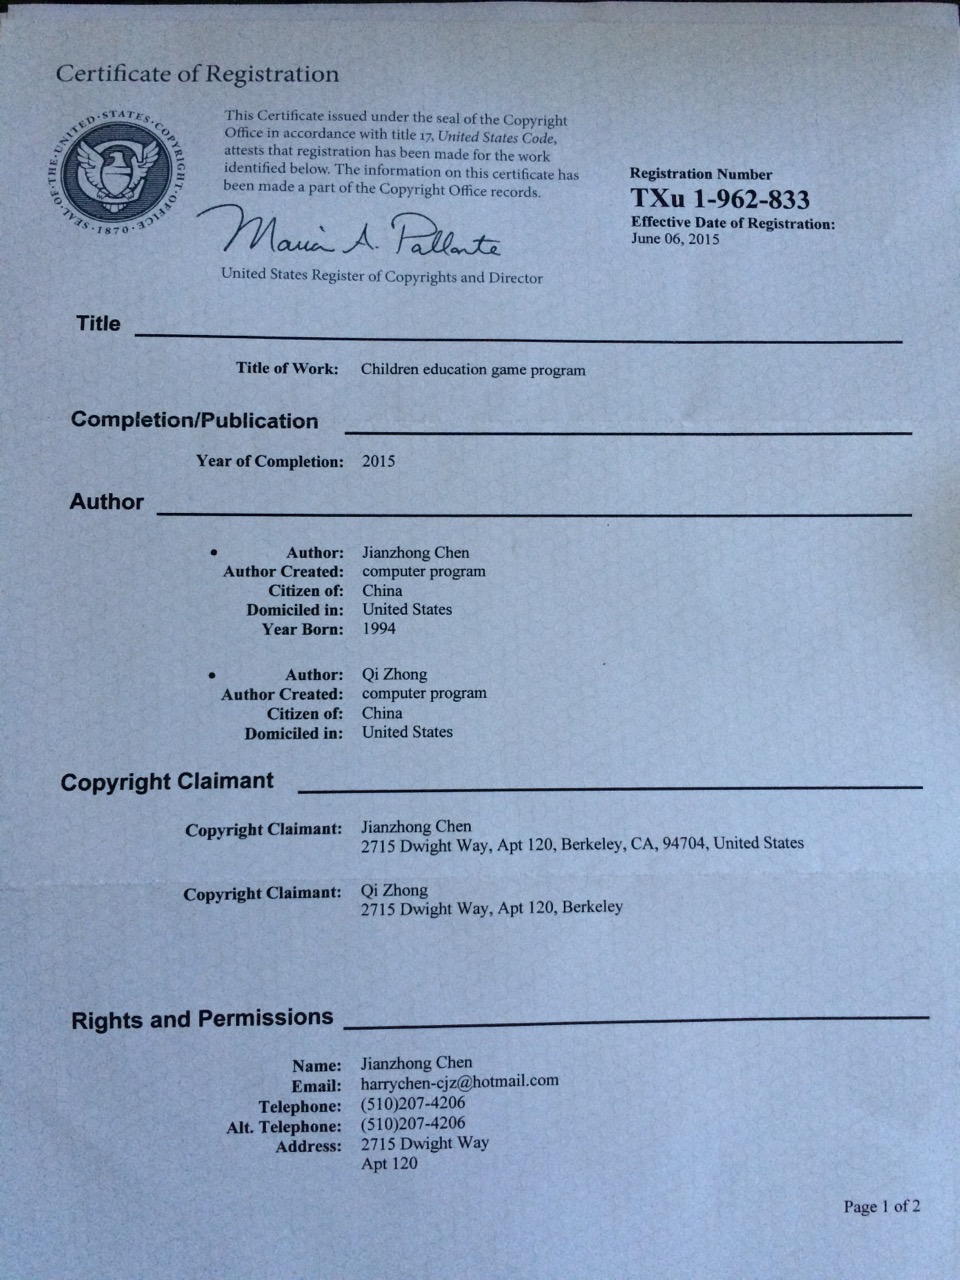 Certificate of Registration
SEAL·OF·THE·UNITED·STATES·COPYRIGHT·OFFICE·
·1870·
This Certificate issued under the seal of the Copyright
Office in accordance with title 17, United States Code,
attests that registration has been made for the work
identified below. The information on this certificate has
been made a part of the Copyright Office records.
Maria A. Pallante
United States Register of Copyrights and Director
Registration Number
TXu 1-962-833
Effective Date of Registration:
June 06, 2015
Title
Title of Work: Children education game program
Completion/Publication
Year of Completion: 2015
Author
• Author: Jianzhong Chen
Author Created: computer program
Citizen of: China
Domiciled in: United States
Year Born: 1994
• Author: Qi Zhong
Author Created: computer program
Citizen of: China
Domiciled in: United States
Copyright Claimant
Copyright Claimant: Jianzhong Chen
2715 Dwight Way, Apt 120, Berkeley, CA, 94704, United States
Copyright Claimant: Qi Zhong
2715 Dwight Way, Apt 120, Berkeley
Rights and Permissions
Name: Jianzhong Chen
Email: harrychen-cjz@hotmail.com
Telephone: (510)207-4206
Alt. Telephone: (510)207-4206
Address: 2715 Dwight Way
Apt 120
Page 1 of 2